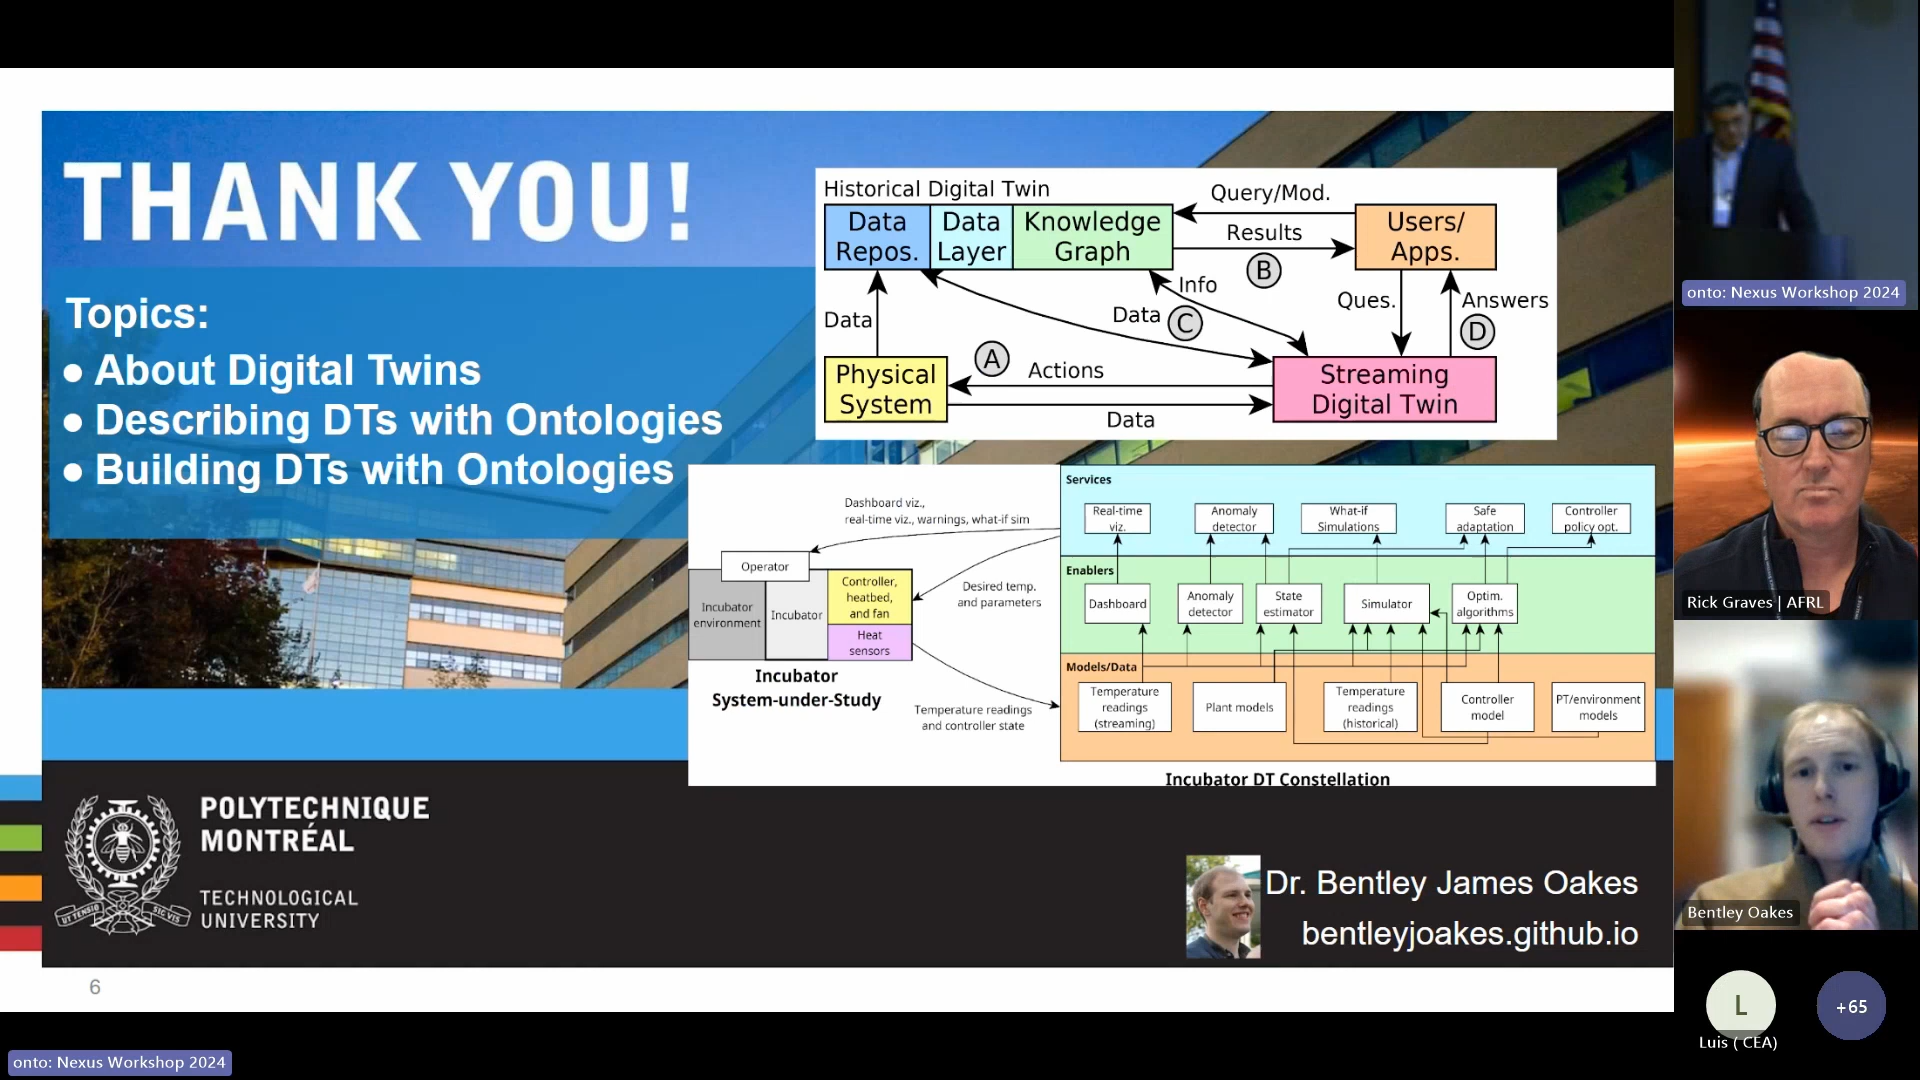 THANK YOU!
Topics:
● About Digital Twins
● Describing DTs with Ontologies
● Building DTs with Ontologies
Historical Digital Twin
Data
Repos.
Data
Layer
Knowledge
Graph
Query/Mod.
Results
B
Users/
Apps.
Info
Data
C
Ques.
Answers
D
Data
A
Actions
Physical
System
Streaming
Digital Twin
Data
Dashboard viz.,
real-time viz., warnings, what-if sim
Operator
Incubator
environment
Incubator
Controller,
heatbed,
and fan
Heat
sensors
Desired temp.
and parameters
Incubator
System-under-Study
Temperature readings
and controller state
Services
Real-time
viz.
Anomaly
detector
What-if
Simulations
Safe
adaptation
Controller
policy opt.
Enablers
Dashboard
Anomaly
detector
State
estimator
Simulator
Optim.
algorithms
Models/Data
Temperature
readings
(streaming)
Plant models
Temperature
readings
(historical)
Controller
model
PT/environment
models
Incubator DT Constellation
POLYTECHNIQUE
MONTRÉAL
TECHNOLOGICAL
UNIVERSITY
UT TENSIO
SIC VIS
Dr. Bentley James Oakes
bentleyjoakes.github.io
6
onto: Nexus Workshop 2024
onto: Nexus Workshop 2024
Rick Graves | AFRL
Bentley Oakes
L
Luis ( CEA)
+65